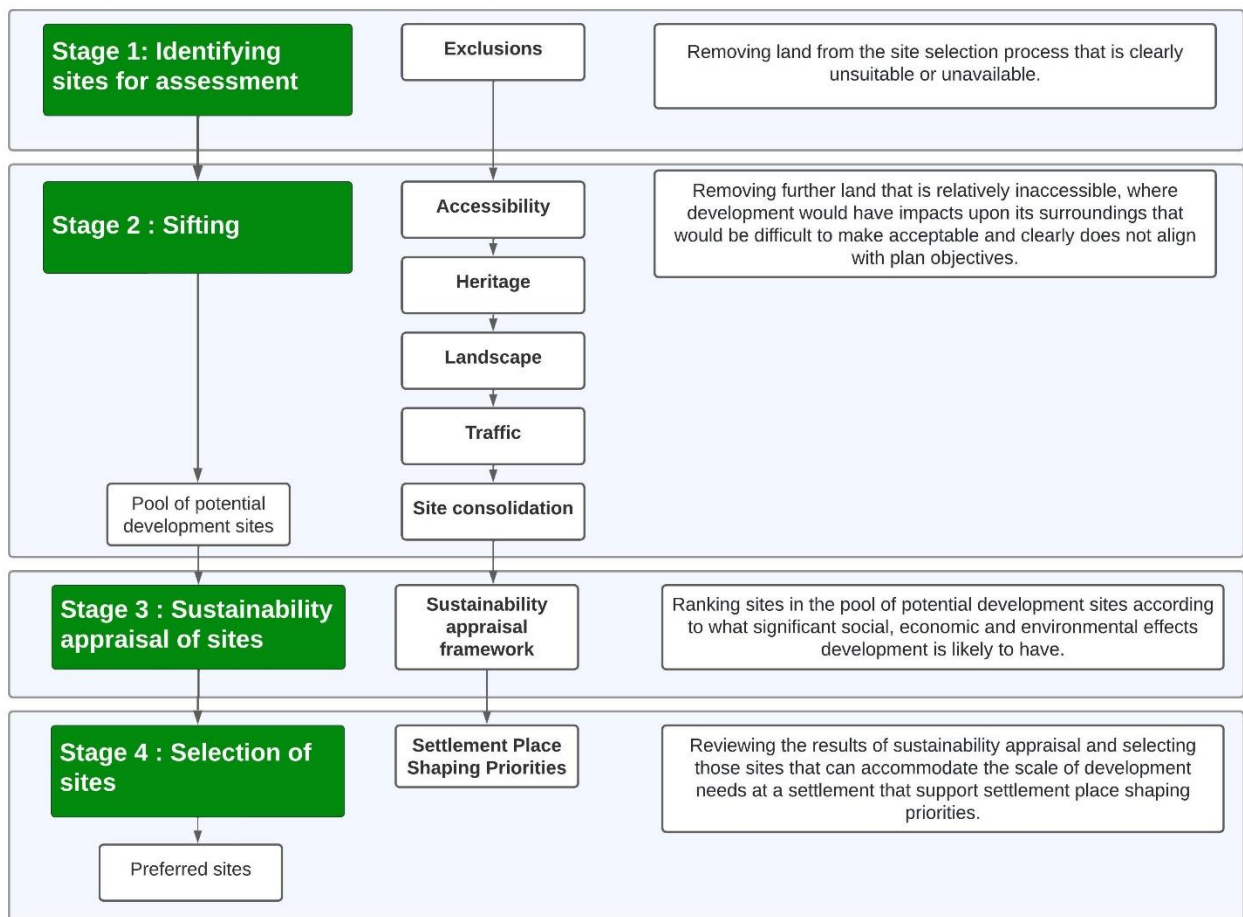 Stage 1: Identifying
sites for assessment
Exclusions
Removing land from the site selection process that is clearly
unsuitable or unavailable.
Stage 2 : Sifting
Accessibility
Heritage
Landscape
Traffic
Site consolidation
Removing further land that is relatively inaccessible, where
development would have impacts upon its surroundings that
would be difficult to make acceptable and clearly does not align
with plan objectives.
Pool of potential
development sites
Stage 3 : Sustainability
appraisal of sites
Sustainability
appraisal
framework
Ranking sites in the pool of potential development sites according
to what significant social, economic and environmental effects
development is likely to have.
Stage 4 : Selection of
sites
Settlement Place
Shaping Priorities
Reviewing the results of sustainability appraisal and selecting
those sites that can accommodate the scale of development
needs at a settlement that support settlement place shaping
priorities.
Preferred sites